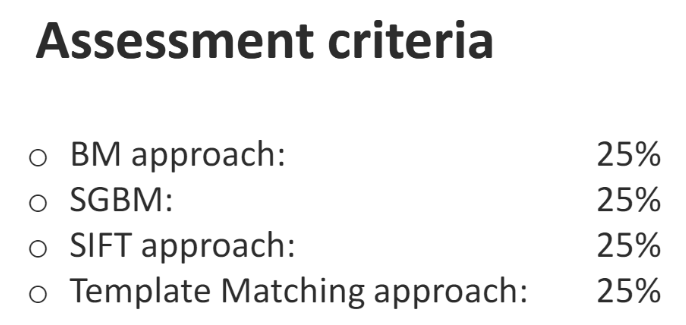 Assessment criteria
○ BM approach: 25%
○ SGBM: 25%
○ SIFT approach: 25%
○ Template Matching approach: 25%